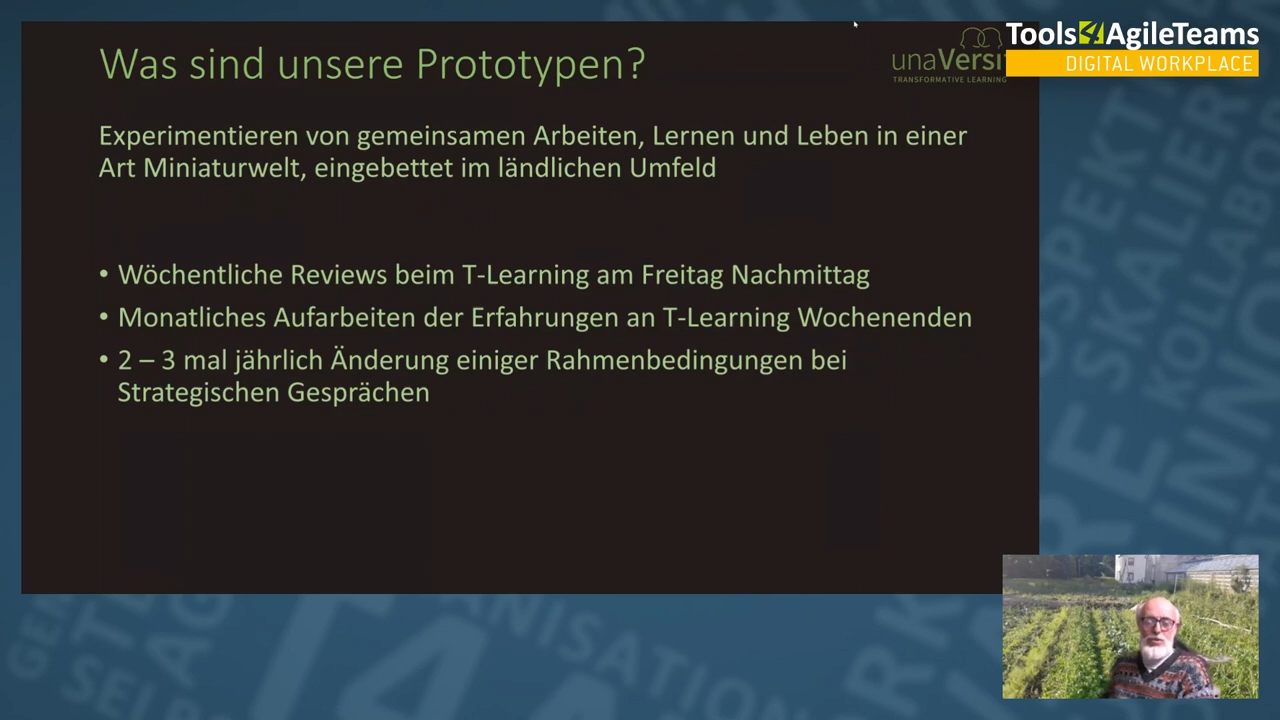 Was sind unsere Prototypen?
unaVersi
TRANSFORMATIVE LEARNING
Tools4AgileTeams
DIGITAL WORKPLACE
Experimentieren von gemeinsamen Arbeiten, Lernen und Leben in einer
Art Miniaturwelt, eingebettet im ländlichen Umfeld
• Wöchentliche Reviews beim T-Learning am Freitag Nachmittag
• Monatliches Aufarbeiten der Erfahrungen an T-Learning Wochenenden
• 2 – 3 mal jährlich Änderung einiger Rahmenbedingungen bei
Strategischen Gesprächen